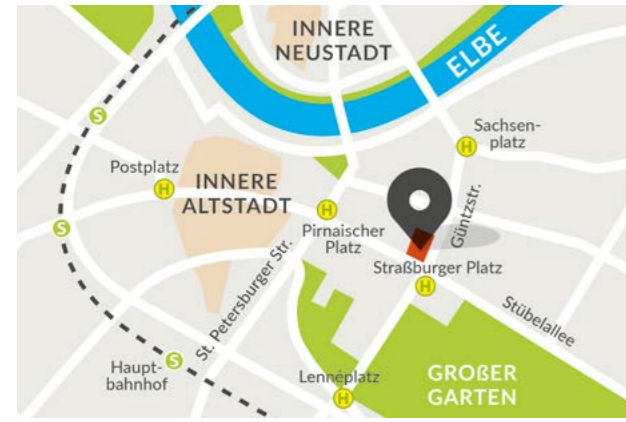 INNERE
NEUSTADT
ELBE
Sachsen-
platz
S
H
Postplatz
H
INNERE
ALTSTADT
H
Pirnaischer
Platz
Güntzstr.
S
St. Petersburger Str.
Straßburger Platz
H
Stübelallee
S
Haupt-
bahnhof
Lennéplatz
H
GROßER
GARTEN